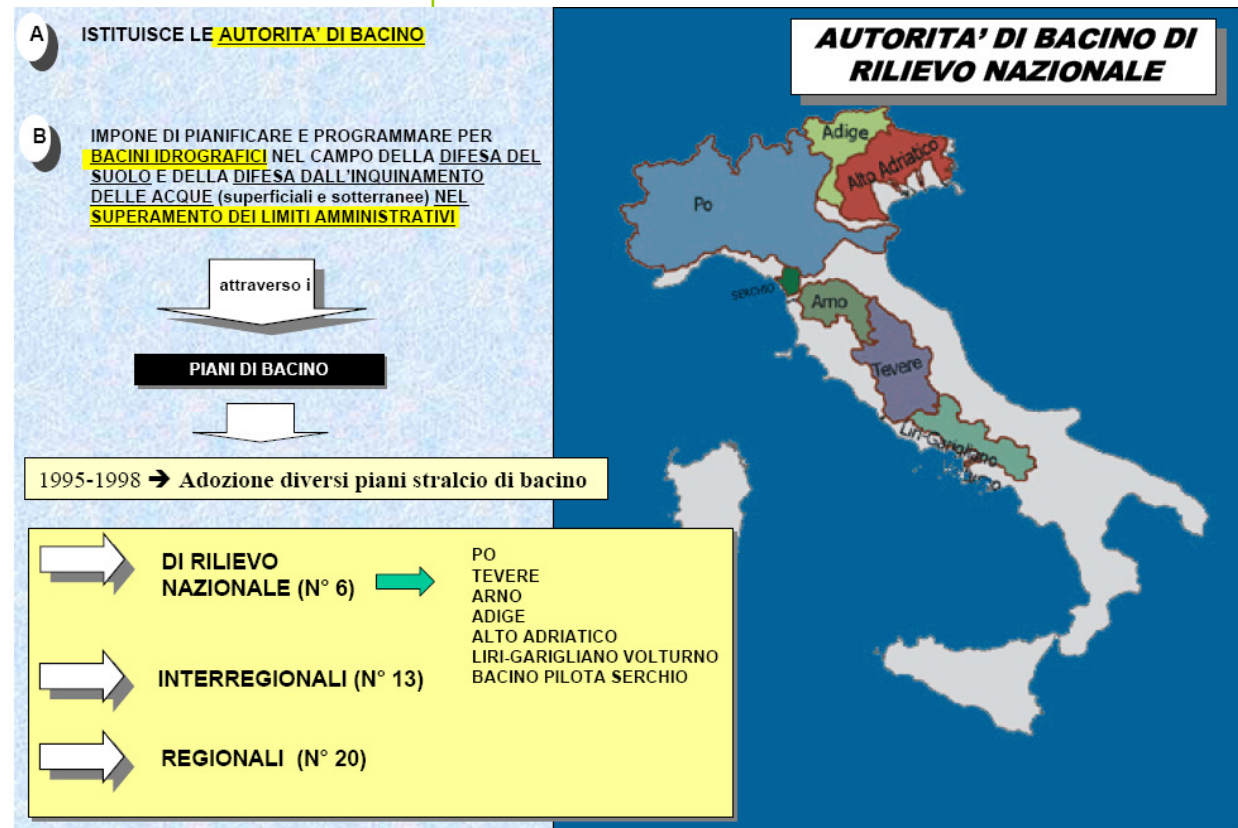 A
ISTITUISCE LE AUTORITA' DI BACINO
B
IMPONE DI PIANIFICARE E PROGRAMMARE PER
BACINI IDROGRAFICI NEL CAMPO DELLA DIFESA DEL
SUOLO E DELLA DIFESA DALL'INQUINAMENTO
DELLE ACQUE (superficiali e sotterranee) NEL
SUPERAMENTO DEI LIMITI AMMINISTRATIVI
attraverso i
PIANI DI BACINO
1995-1998 ➔ Adozione diversi piani stralcio di bacino
DI RILIEVO
NAZIONALE (N° 6)
PO
TEVERE
ARNO
ADIGE
ALTO ADRIATICO
LIRI-GARIGLIANO VOLTURNO
BACINO PILOTA SERCHIO
INTERREGIONALI (N° 13)
REGIONALI (N° 20)
AUTORITA' DI BACINO DI
RILIEVO NAZIONALE
Adige
Alto Adriatico
Po
SERCHIO
Arno
Tevere
Liri-Garigliano